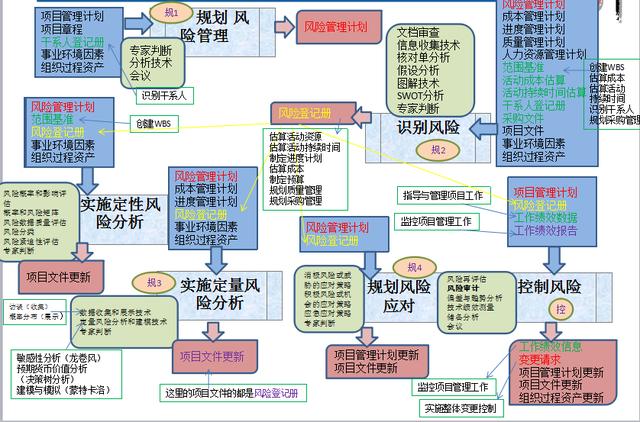 项目管理计划
项目章程
干系人登记册
事业环境因素
组织过程资产
规1
规划 风
险管理
专家判断
分析技术
会议
识别干系人
风险管理计划
文档审查
信息收集技术
核对单分析
假设分析
图解技术
SWOT分析
专家判断
风险管理计划
成本管理计划
进度管理计划
质量管理计划
人力资源管理计划
范围基准
活动成本估算
活动持续时间估算
干系人登记册
采购文件
项目文件
事业环境因素
组织过程资产
创建WBS
估算成本
估算活动
持续时间
识别干系人
规划采购管理
风险管理计划
范围基准
风险登记册
事业环境因素
组织过程资产
创建WBS
风险登记册
估算活动资源
估算活动持续时间
制定进度计划
估算成本
制定预算
规划质量管理
规划采购管理
识别风险
规2
风险概率和影响评
估
概率和风险矩阵
风险数据质量评估
风险分类
风险紧迫性评估
专家判断
实施定性风
险分析
项目文件更新
风险管理计划
成本管理计划
进度管理计划
风险登记册
事业环境因素
组织过程资产
指导与管理项目工作
监控项目管理工作
项目管理计划
风险登记册
工作绩效数据
工作绩效报告
风险管理计划
风险登记册
规3
实施定量风
险分析
访谈（收集）
概率分布（展示）
数据收集和展示技术
定量风险分析和建模技术
专家判断
敏感性分析（龙卷风）
预期货币价值分析
（决策树分析）
建模与模拟（蒙特卡洛）
项目文件更新
这里的项目文件的都是风险登记册
规4
消极风险或威
胁的应对策略
积极风险或机
会的应对策略
应急应对策略
专家判断
规划风险
应对
项目管理计划更新
项目文件更新
风险再评估
风险审计
偏差与趋势分析
技术绩效测量
储备分析
会议
控制风险
控
工作绩效信息
变更请求
项目管理计划更新
项目文件更新
组织过程资产更新
监控项目管理工作
实施整体变更控制